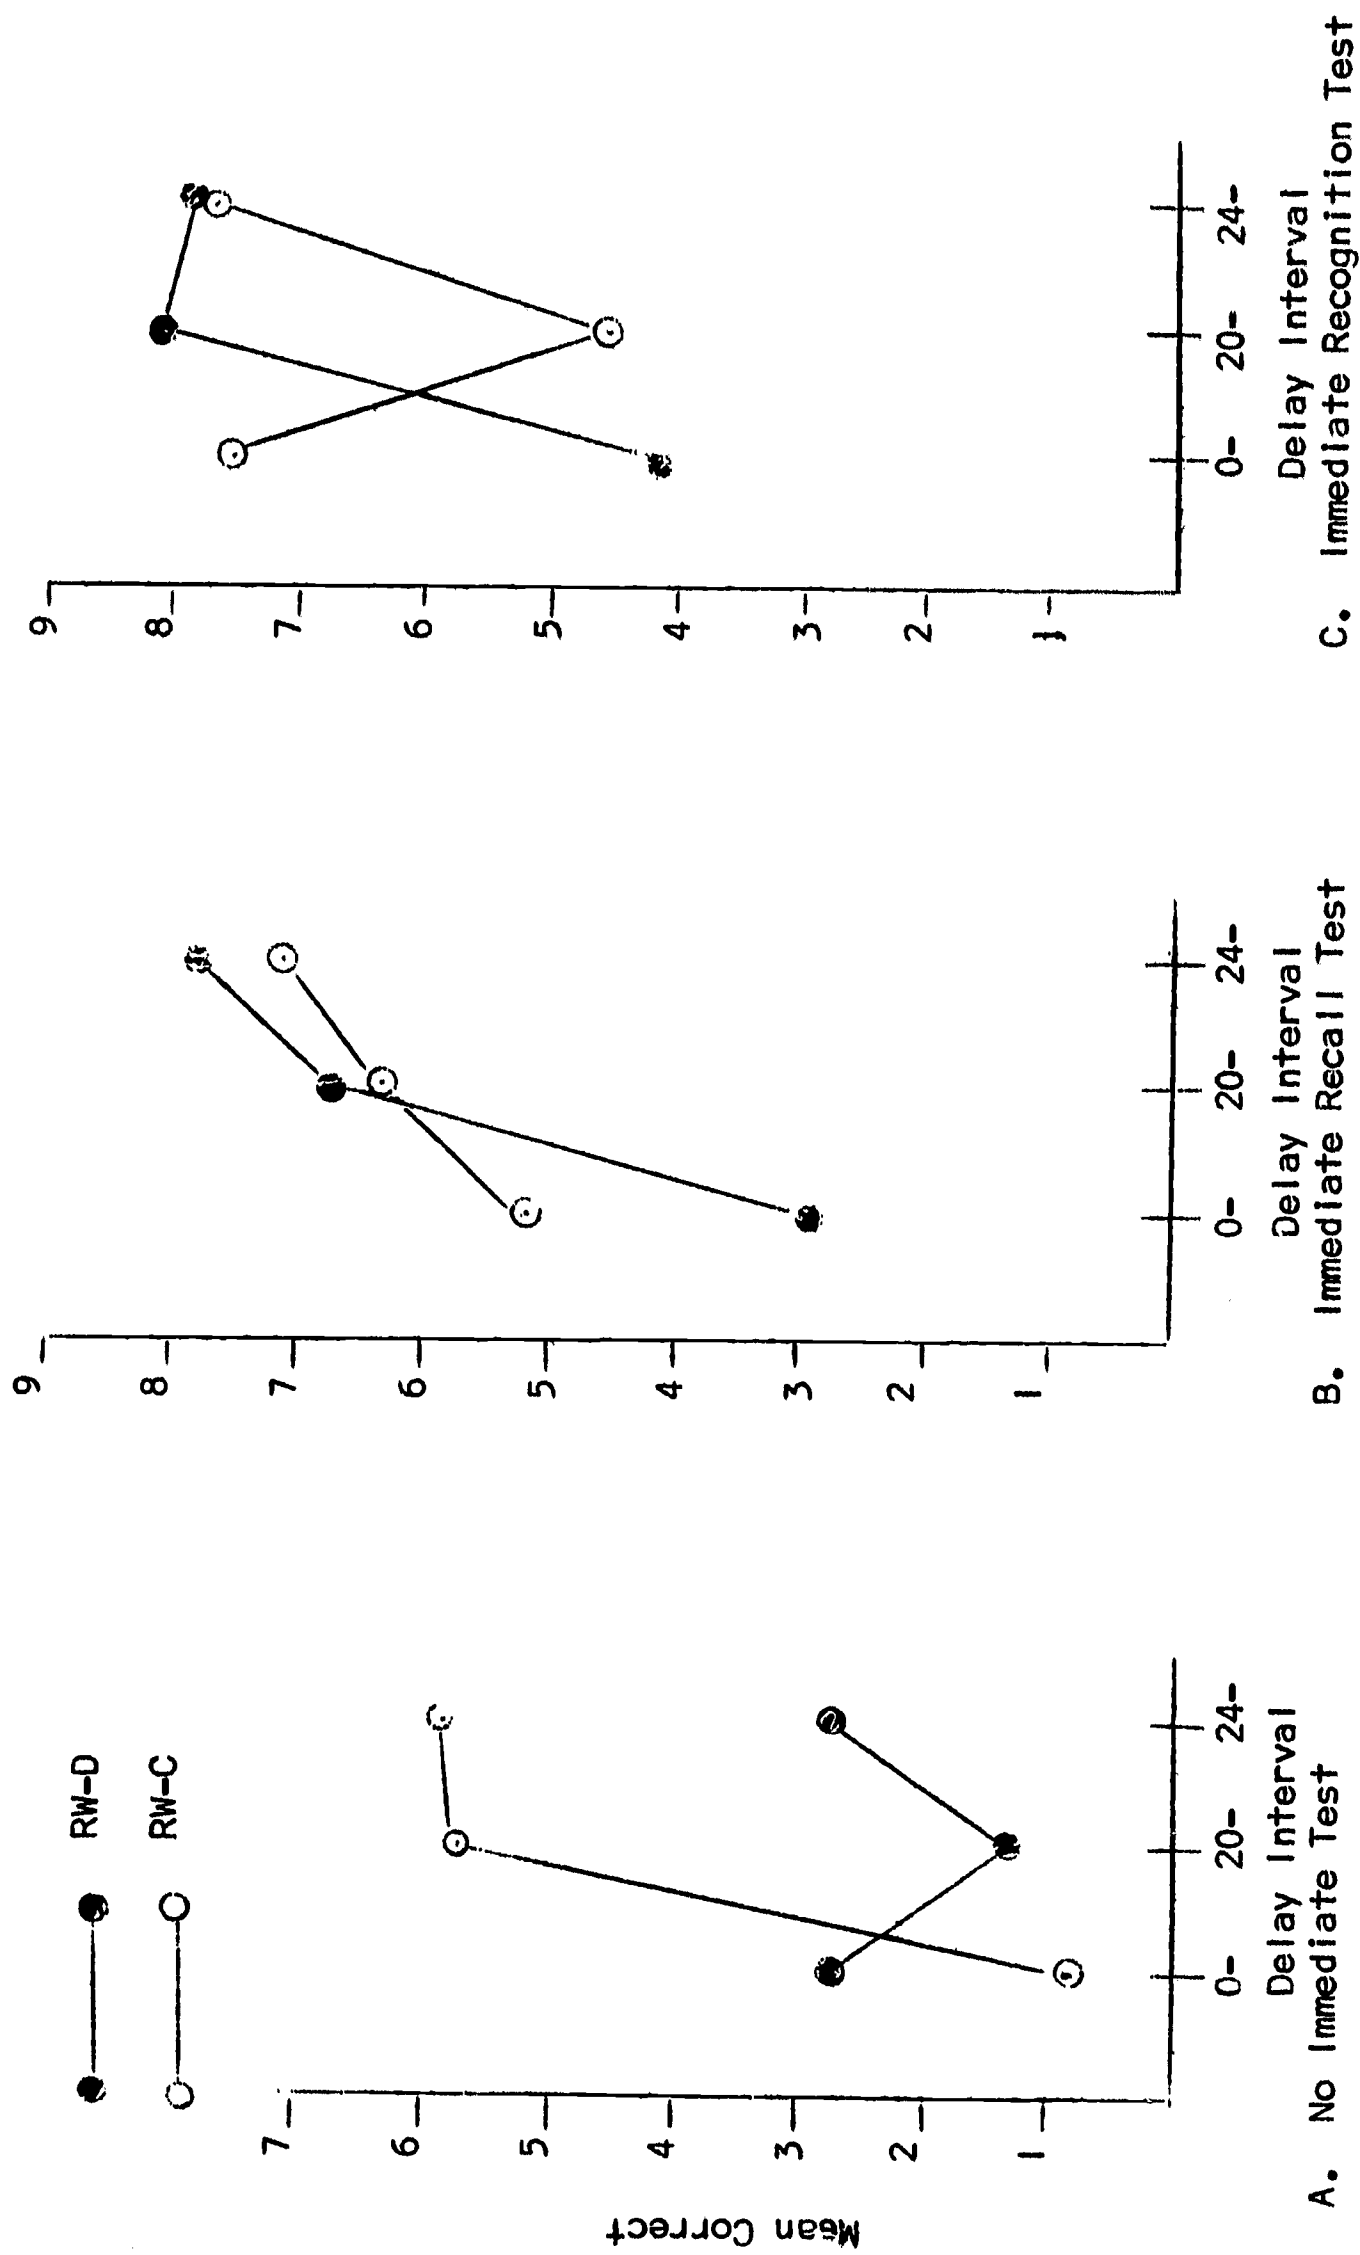 RW-D
RW-C
Mean Correct
7
6
5
4
3
2
1
0- 20- 24-
Delay Interval
A. No Immediate Test
9
8
7
6
5
4
3
2
1
0- 20- 24-
Delay Interval
B. Immediate Recall Test
9
8
7
6
5
4
3
2
1
0- 20- 24-
Delay Interval
C. Immediate Recognition Test